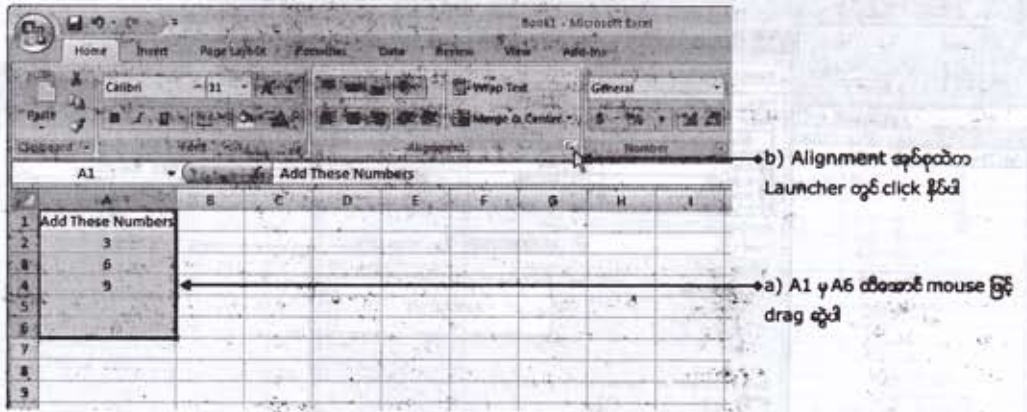 Book1 - Microsoft Excel
Home Insert Page Layout Formulas Data Review View Add-Ins
Calibri 11 Wrap Text General
Paste B I U Merge & Center $ %
Clipboard Font Alignment Number
A1 Add These Numbers
A B C D E F G H I
1 Add These Numbers
2 3
3 6
4 9
5
6
7
8
9
b) Alignment အုပ်စုထဲက
Launcher တွင် click နှိပ်ပါ
a) A1 မှ A6 ထိအောင် mouse ဖြင့်
drag ဆွဲပါ